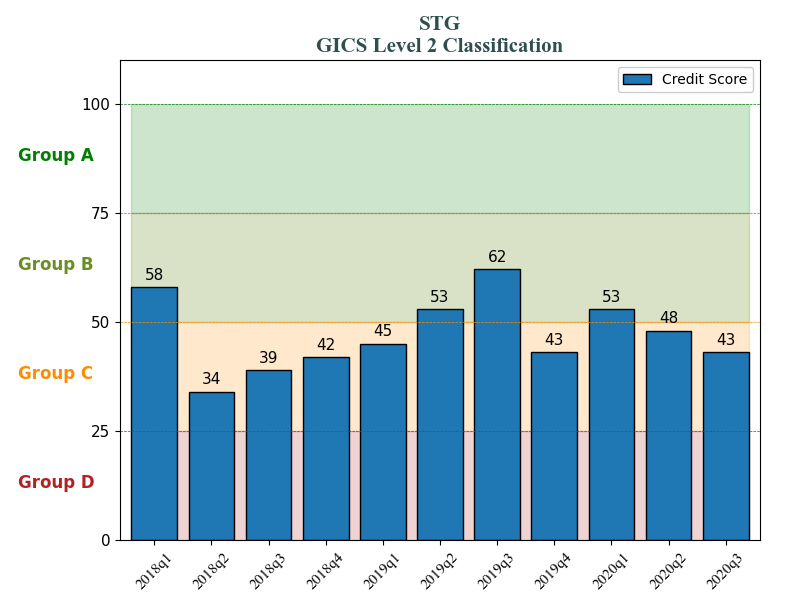 STG
GICS Level 2 Classification
Credit Score
100
Group A
75
Group B
50
Group C
25
Group D
0
58
34
39
42
45
53
62
43
53
48
43
2018q1
2018q2
2018q3
2018q4
2019q1
2019q2
2019q3
2019q4
2020q1
2020q2
2020q3